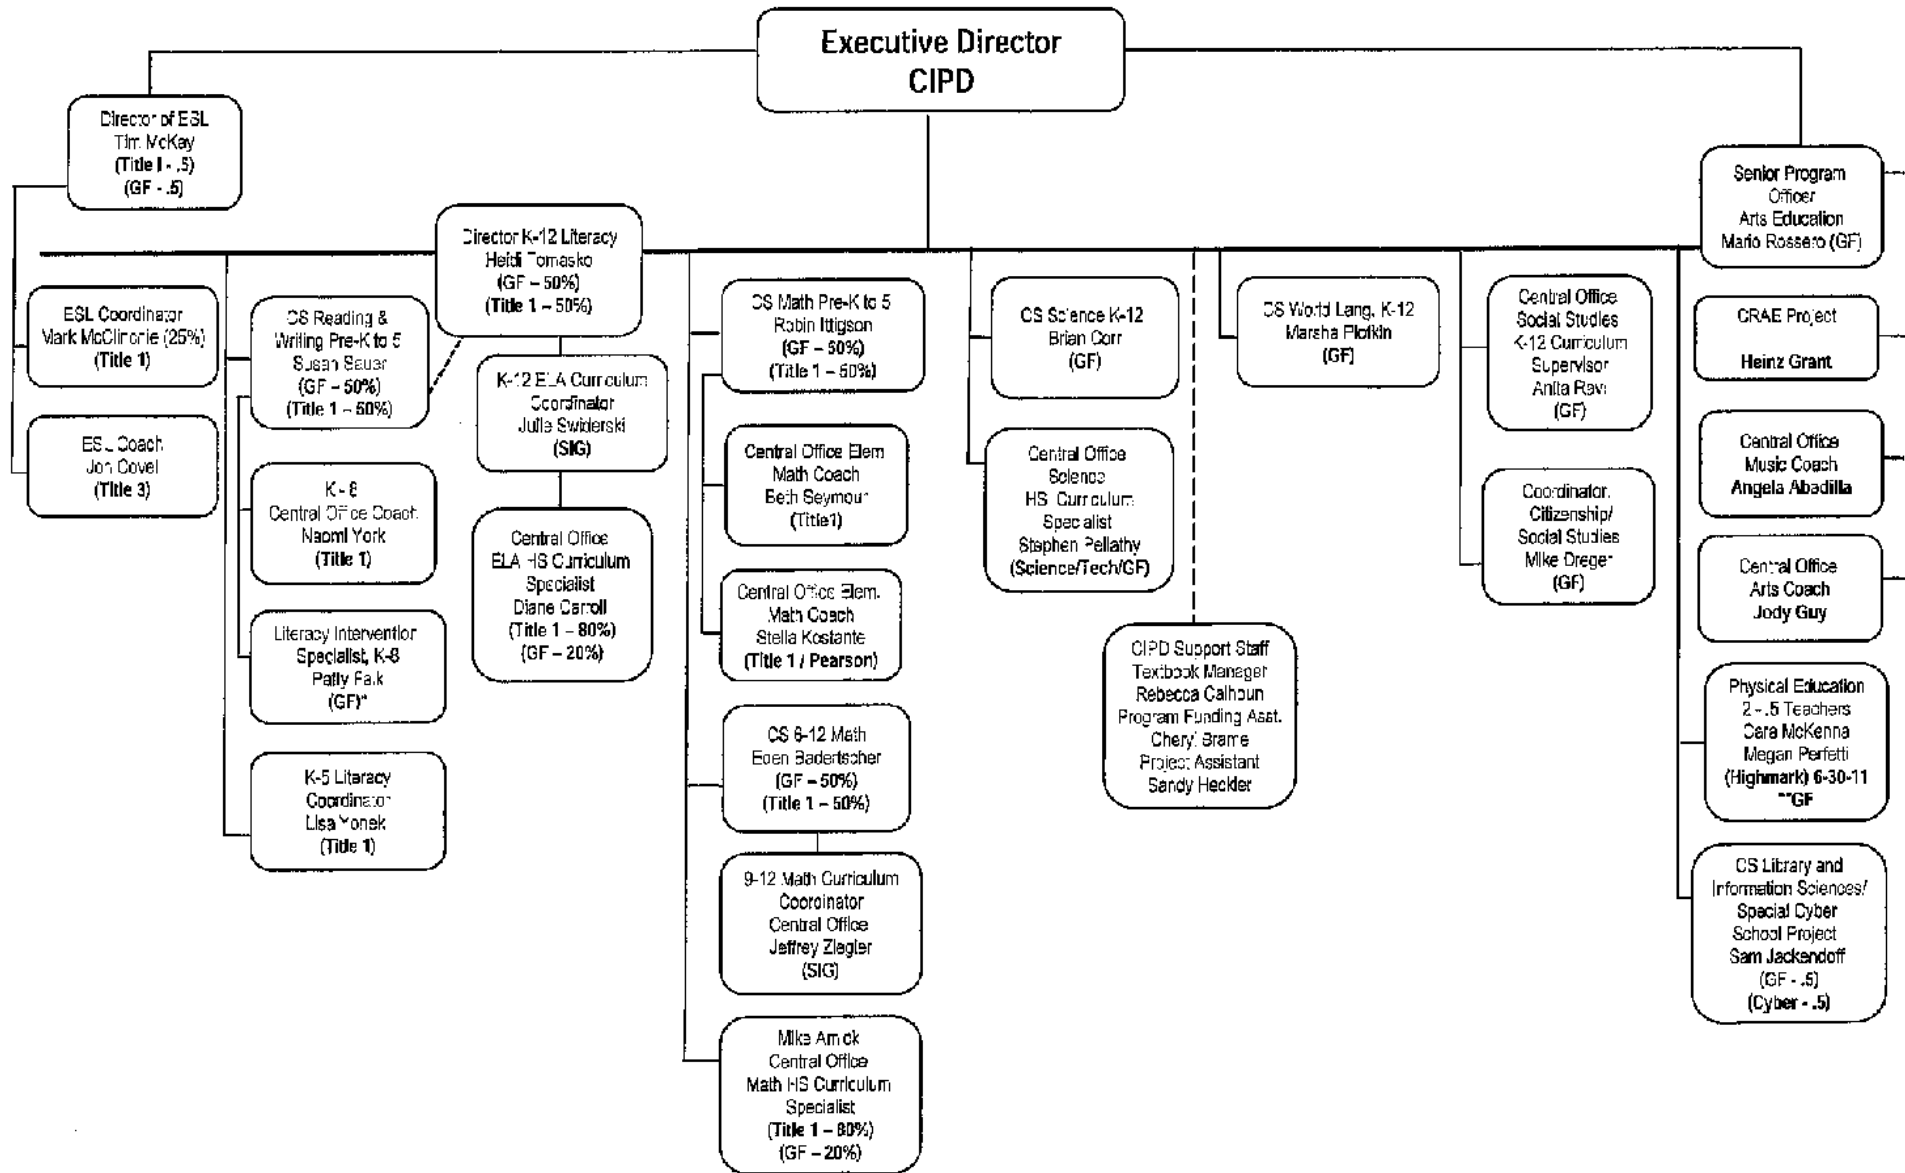 Executive Director
CIPD
Director of ESL
Tim McKay
(Title I - .5)
(GF - .5)
ESL Coordinator
Mark McClinchie (25%)
(Title 1)
ESL Coach
Jon Covel
(Title 3)
CS Reading &
Writing Pre-K to 5
Susan Sauer
(GF – 50%)
(Title 1 – 50%)
K - 8
Central Office Coach
Naomi York
(Title 1)
Literacy Intervention
Specialist, K-8
Patty Falk
(GF)*
K-5 Literacy
Coordinator
Lisa Yonek
(Title 1)
Director K-12 Literacy
Heidi Tomasko
(GF – 50%)
(Title 1 – 50%)
K-12 ELA Curriculum
Coordinator
Julie Swiderski
(SIG)
Central Office
ELA HS Curriculum
Specialist
Diane Carroll
(Title 1 – 80%)
(GF – 20%)
CS Math Pre-K to 5
Robin Ittigson
(GF – 50%)
(Title 1 – 50%)
Central Office Elem
Math Coach
Beth Seymour
(Title1)
Central Office Elem.
Math Coach
Stella Kostante
(Title 1 / Pearson)
CS 6-12 Math
Eden Badertscher
(GF – 50%)
(Title 1 – 50%)
9-12 Math Curriculum
Coordinator
Central Office
Jeffrey Ziegler
(SIG)
Mike Amick
Central Office
Math HS Curriculum
Specialist
(Title 1 – 80%)
(GF – 20%)
CS Science K-12
Brian Corr
(GF)
Central Office
Science
HS Curriculum
Specialist
Stephen Pellathy
(Science/Tech/GF)
CIPD Support Staff
Textbook Manager
Rebecca Calhoun
Program Funding Asst.
Cheryl Brame
Project Assistant
Sandy Heckler
CS World Lang. K-12
Marsha Plotkin
(GF)
Central Office
Social Studies
K-12 Curriculum
Supervisor
Anita Ravi
(GF)
Coordinator,
Citizenship/
Social Studies
Mike Dreger
(GF)
Senior Program
Officer
Arts Education
Mario Rossero (GF)
CRAE Project
Heinz Grant
Central Office
Music Coach
Angela Abadilla
Central Office
Arts Coach
Jody Guy
Physical Education
2 - .5 Teachers
Cara McKenna
Megan Perfetti
(Highmark) 6-30-11
**GF
CS Library and
Information Sciences/
Special Cyber
School Project
Sam Jackendoff
(GF - .5)
(Cyber - .5)